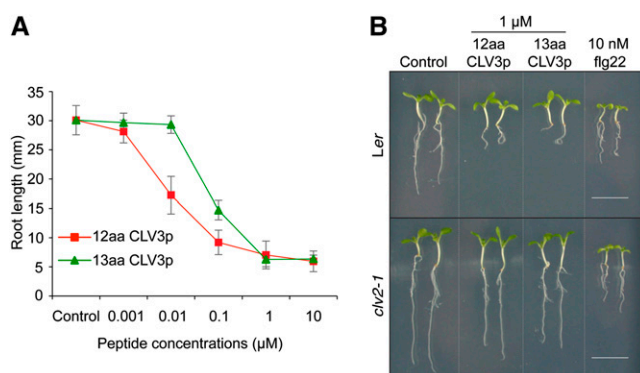 A
35
30
25
20
15
10
5
0
Root length (mm)
12aa CLV3p
13aa CLV3p
Control 0.001 0.01 0.1 1 10
Peptide concentrations (µM)
B
1 µM
Control
12aa CLV3p
13aa CLV3p
10 nM flg22
Ler
clv2-1